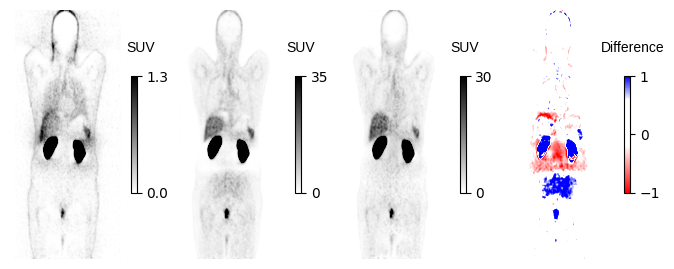 SUV SUV SUV Difference
1.3 35 30 1
0
0.0 0 0 −1